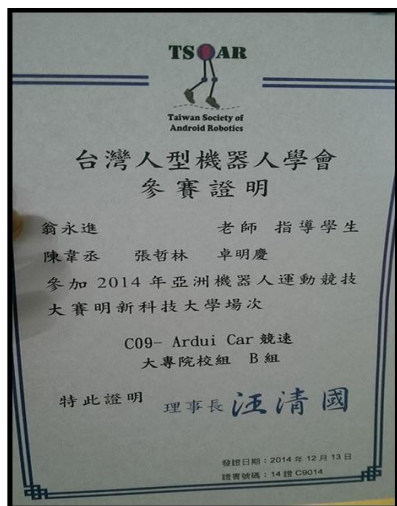 TSAR
Taiwan Society of
Android Robotics
台灣人型機器人學會
參賽證明
翁永進 老師 指導學生
陳韋丞 張哲林 卓明慶
參加2014年亞洲機器人運動競技
大賽明新科技大學場次
C09- Ardui Car 競速
大專院校組 B組
特此證明 理事長 汪清國
發證日期：2014 年 12 月 13 日
證書號碼：14 證 C9014